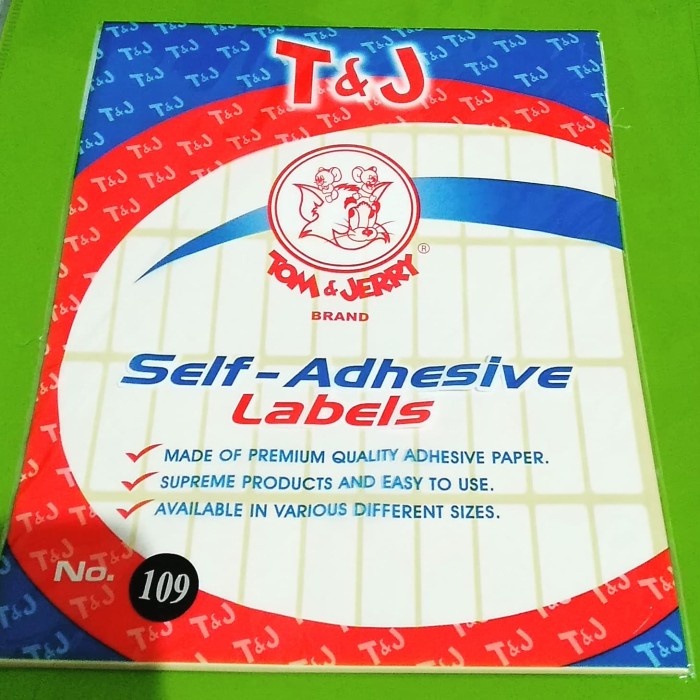 T&J
TOM & JERRY ®
BRAND
Self-Adhesive
Labels
MADE OF PREMIUM QUALITY ADHESIVE PAPER.
SUPREME PRODUCTS AND EASY TO USE.
AVAILABLE IN VARIOUS DIFFERENT SIZES.
No. 109